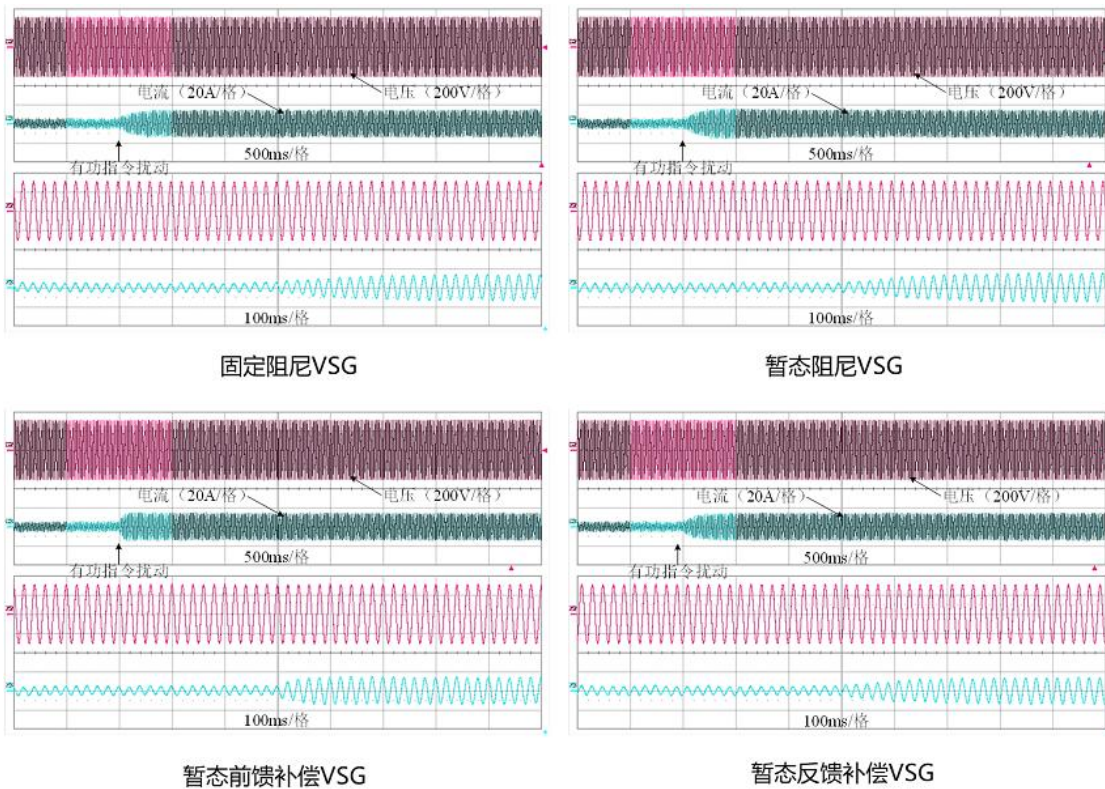 电流（20A/格）
电压（200V/格）
500ms/格
有功指令扰动
100ms/格
固定阻尼VSG
电流（20A/格）
电压（200V/格）
500ms/格
有功指令扰动
100ms/格
暂态阻尼VSG
电流（20A/格）
电压（200V/格）
500ms/格
有功指令扰动
100ms/格
暂态前馈补偿VSG
电流（20A/格）
电压（200V/格）
500ms/格
有功指令扰动
100ms/格
暂态反馈补偿VSG